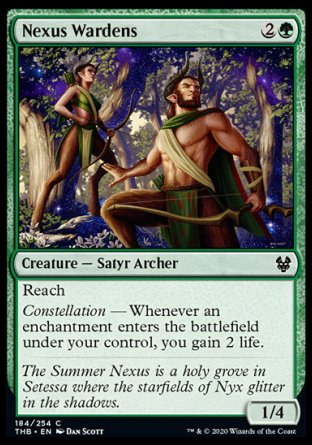 Nexus Wardens 2
Creature — Satyr Archer
Reach
Constellation — Whenever an
enchantment enters the battlefield
under your control, you gain 2 life.
The Summer Nexus is a holy grove in
Setessa where the starfields of Nyx glitter
in the shadows.
1/4
184/254 C
THB • EN DAN SCOTT
™ & © 2020 Wizards of the Coast